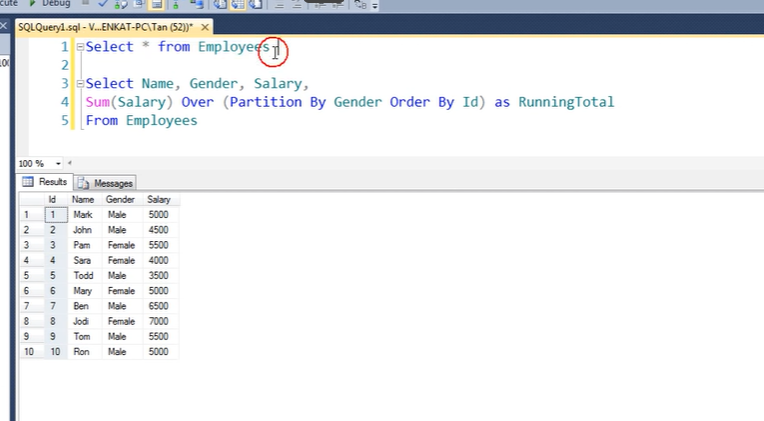 cute Debug
SQLQuery1.sql - V...ENKAT-PC\Tan (52))* ×
1 Select * from Employees
2
3 Select Name, Gender, Salary,
4 Sum(Salary) Over (Partition By Gender Order By Id) as RunningTotal
5 From Employees
100 %
Results Messages
Id Name Gender Salary
1 1 Mark Male 5000
2 2 John Male 4500
3 3 Pam Female 5500
4 4 Sara Female 4000
5 5 Todd Male 3500
6 6 Mary Female 5000
7 7 Ben Male 6500
8 8 Jodi Female 7000
9 9 Tom Male 5500
10 10 Ron Male 5000